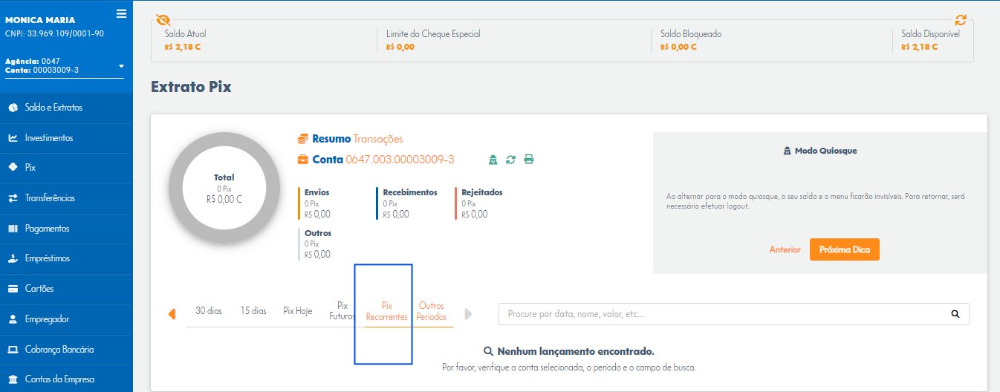 MONICA MARIA
CNPJ: 33.969.109/0001-90
Agência: 0647
Conta: 00003009-3
Saldo e Extratos
Investimentos
Pix
Transferências
Pagamentos
Empréstimos
Cartões
Empregador
Cobrança Bancária
Contas da Empresa
Saldo Atual
R$ 2,18 C
Limite do Cheque Especial
R$ 0,00
Saldo Bloqueado
R$ 0,00 C
Saldo Disponível
R$ 2,18 C
Extrato Pix
Total
0 Pix
R$ 0,00 C
Resumo Transações
Conta 0647.003.00003009-3
Envios
0 Pix
R$ 0,00
Recebimentos
0 Pix
R$ 0,00
Rejeitados
0 Pix
R$ 0,00
Outros
0 Pix
R$ 0,00
Modo Quiosque
Ao alternar para o modo quiosque, o seu saldo e o menu ficarão invisíveis. Para retornar, será
necessário efetuar logout.
Anterior
Próxima Dica
30 dias
15 dias
Pix Hoje
Pix
Futuros
Pix
Recorrentes
Outros
Periodos
Procure por data, nome, valor, etc...
Nenhum lançamento encontrado.
Por favor, verifique a conta selecionada, o período e o campo de busca.